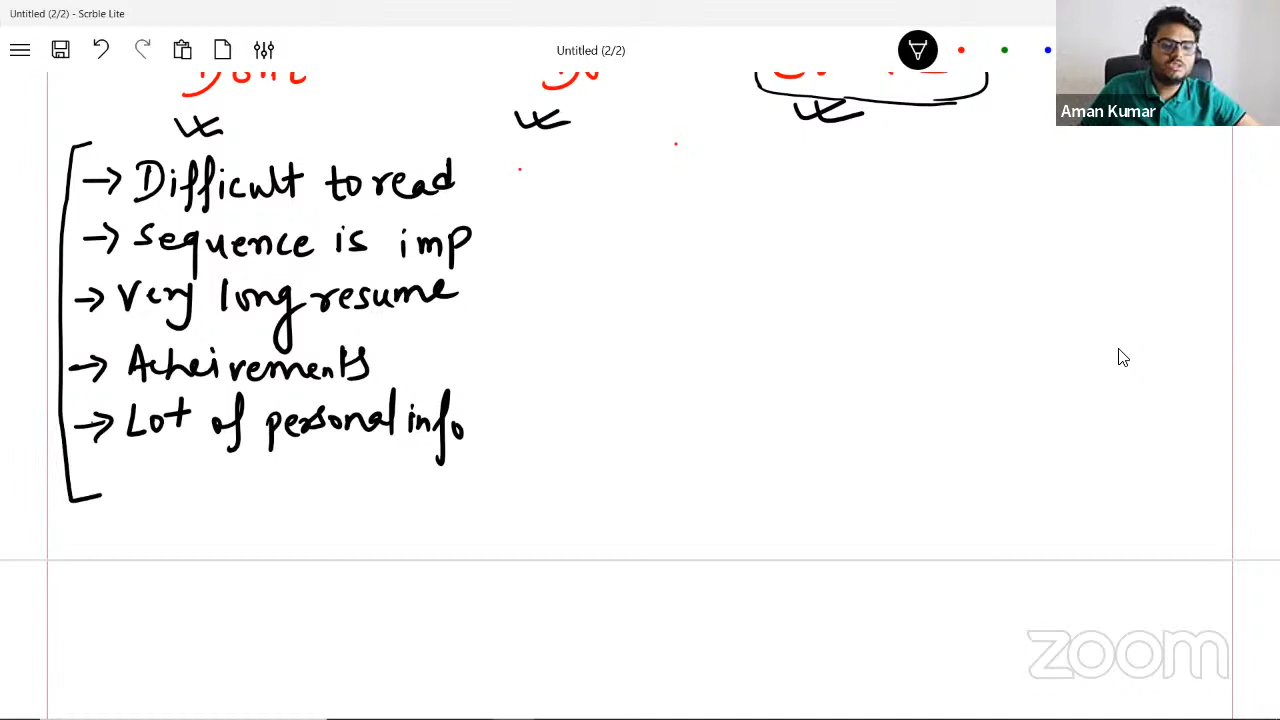 Untitled (2/2) - Scrble Lite
Untitled (2/2)
Aman Kumar
→ Difficult to read
→ Sequence is imp
→ Very long resume
→ Acheivements
→ Lot of personal info
zoom